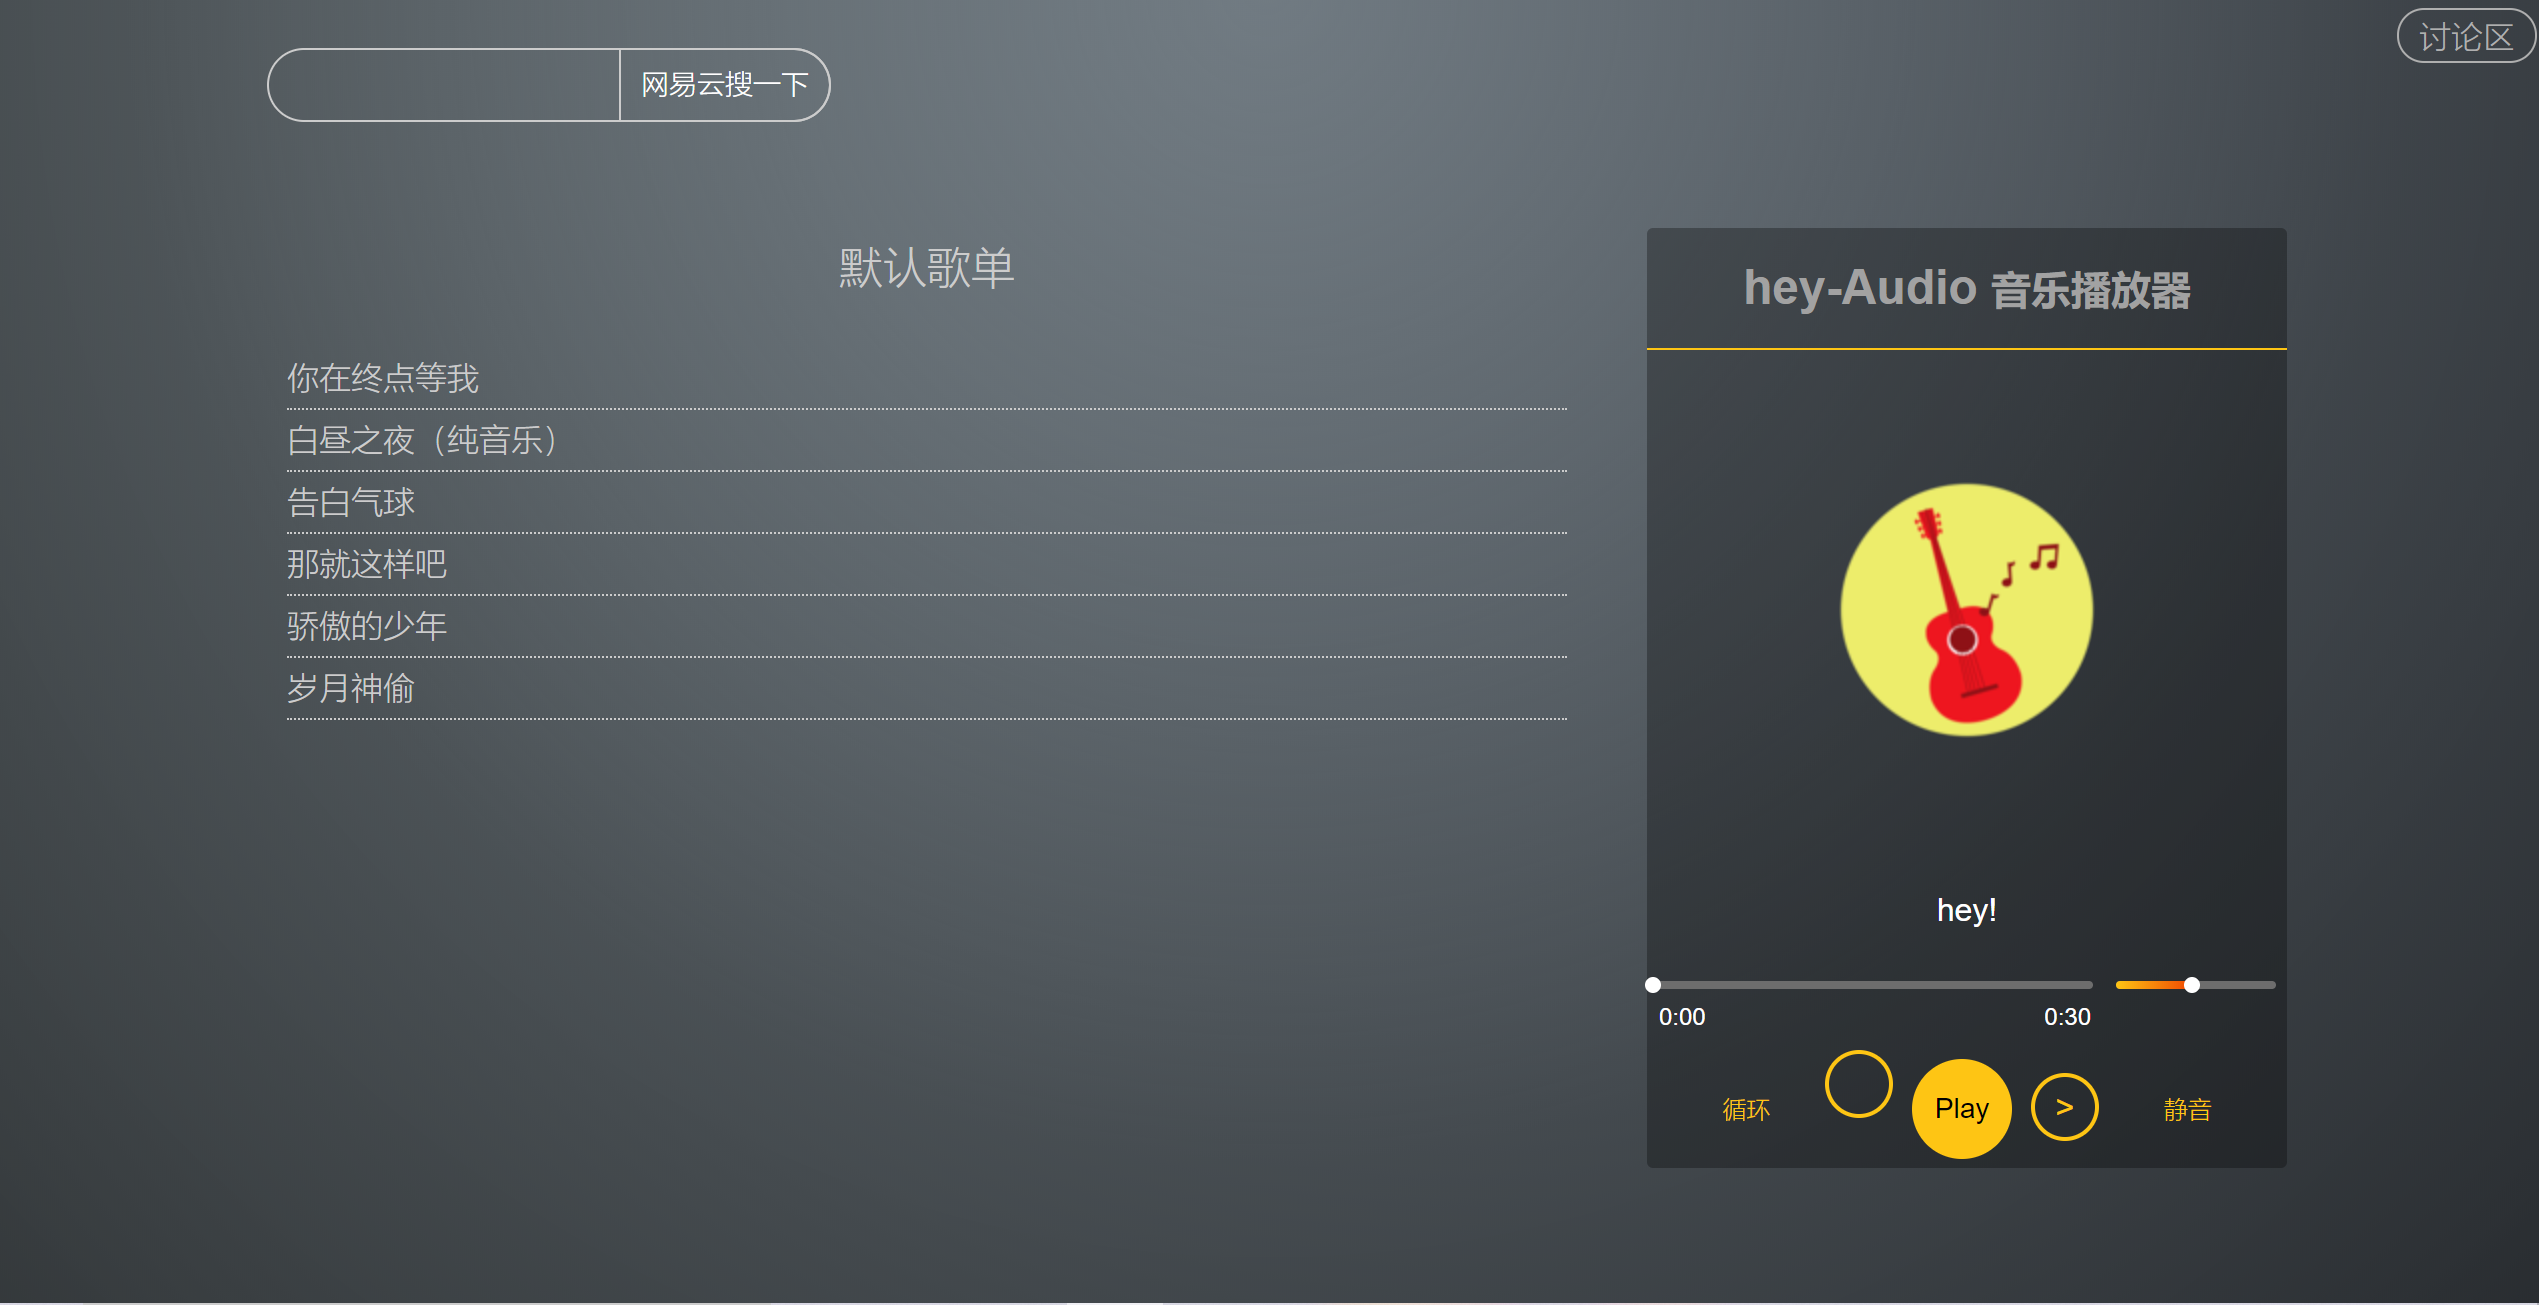 讨论区
网易云搜一下
默认歌单
你在终点等我
白昼之夜（纯音乐）
告白气球
那就这样吧
骄傲的少年
岁月神偷
hey-Audio 音乐播放器
hey!
0:00 0:30
循环 Play > 静音